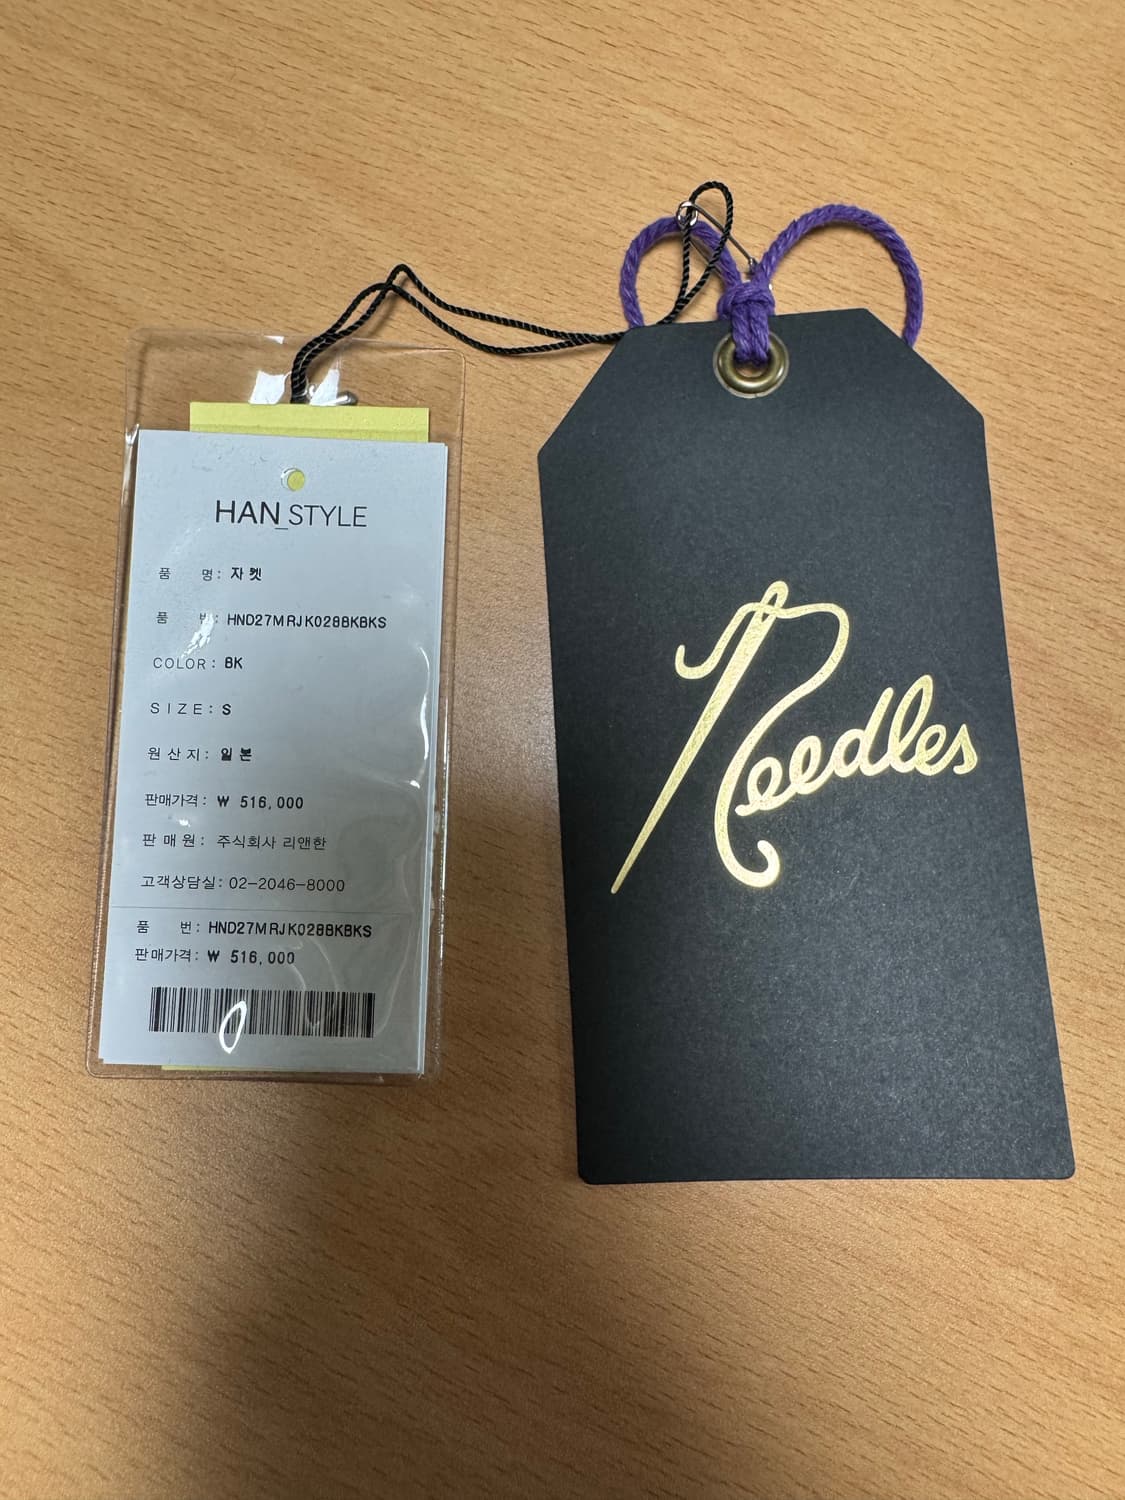 HAN_STYLE
품 명: 자켓
품 번: HND27MRJK028BKBKS
COLOR: BK
SIZE: S
원산지: 일본
판매가격: ₩ 516,000
판매원: 주식회사 리앤한
고객상담실: 02-2046-8000
품 번: HND27MRJK028BKBKS
판매가격: ₩ 516,000
Needles